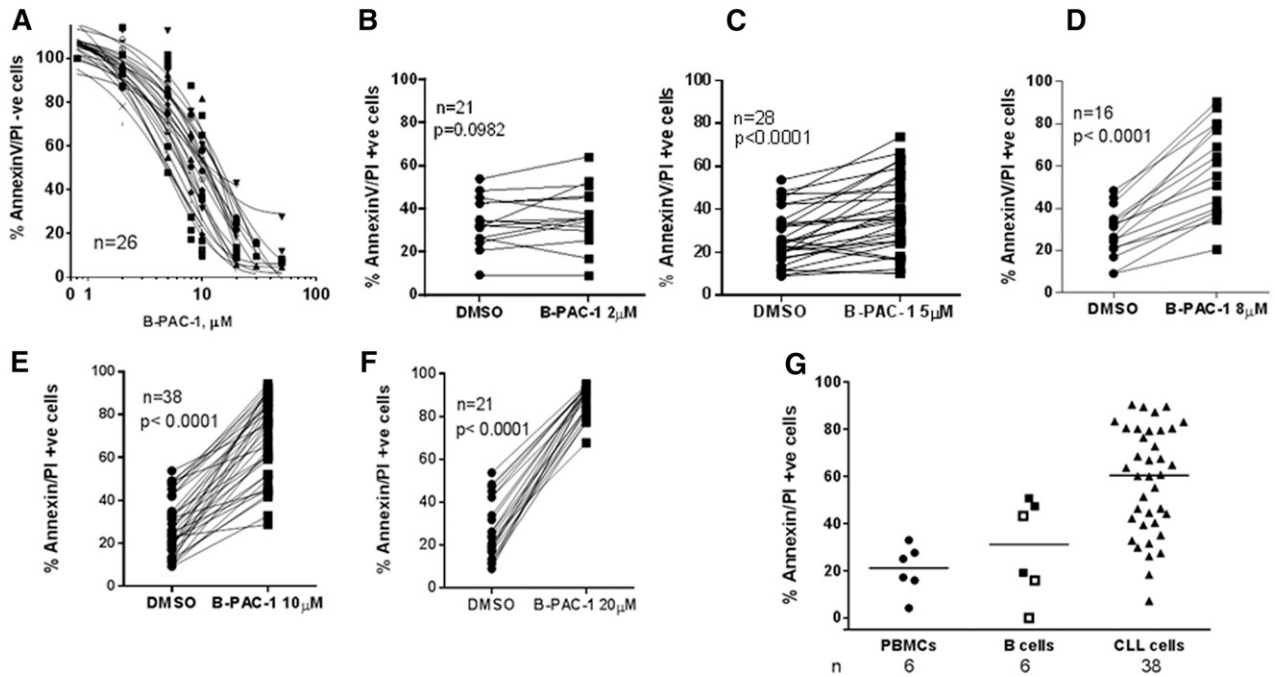 A
% AnnexinV/PI -ve cells
100
80
60
40
20
0
n=26
0 1 10 100
B-PAC-1, μM
B
% AnnexinV/PI +ve cells
100
80
60
40
20
0
n=21
p=0.0982
DMSO B-PAC-1 2μM
C
% AnnexinV/PI +ve cells
100
80
60
40
20
0
n=28
p<0.0001
DMSO B-PAC-1 5μM
D
% AnnexinV/PI +ve cells
100
80
60
40
20
0
n=16
p< 0.0001
DMSO B-PAC-1 8μM
E
% Annexin/PI +ve cells
100
80
60
40
20
0
n=38
p< 0.0001
DMSO B-PAC-1 10μM
F
% Annexin/PI +ve cells
100
80
60
40
20
0
n=21
p< 0.0001
DMSO B-PAC-1 20μM
G
% Annexin/PI +ve cells
100
80
60
40
20
0
PBMCs B cells CLL cells
n 6 6 38